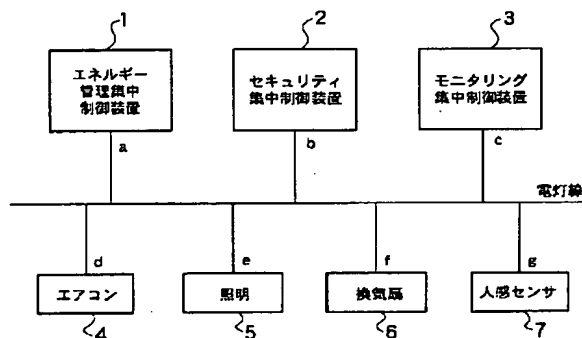 1
2
3
エネルギー
管理集中
制御装置
セキュリティ
集中制御装置
モニタリング
集中制御装置
a
b
c
電灯線
d
e
f
g
エアコン
照明
換気扇
人感センサ
4
5
6
7